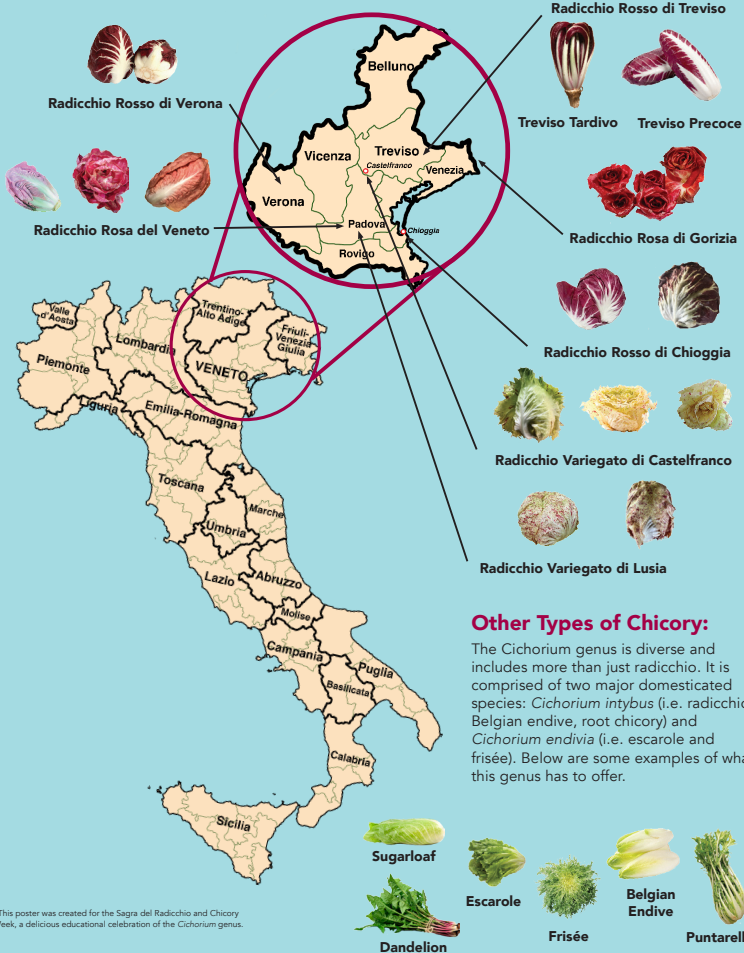 Radicchio Rosso di Treviso
Treviso Tardivo
Treviso Precoce
Radicchio Rosso di Verona
Radicchio Rosa del Veneto
Belluno
Vicenza
Treviso
Castelfranco
Venezia
Verona
Padova
Chioggia
Rovigo
Radicchio Rosa di Gorizia
Radicchio Rosso di Chioggia
Radicchio Variegato di Castelfranco
Radicchio Variegato di Lusia
Valle
d'Aosta
Piemonte
Lombardia
Trentino-
Alto Adige
Friuli-
Venezia
Giulia
VENETO
Liguria
Emilia-Romagna
Toscana
Marche
Umbria
Lazio
Abruzzo
Molise
Campania
Puglia
Basilicata
Calabria
Sicilia
Other Types of Chicory:
The Cichorium genus is diverse and
includes more than just radicchio. It is
comprised of two major domesticated
species: Cichorium intybus (i.e. radicchio
Belgian endive, root chicory) and
Cichorium endivia (i.e. escarole and
frisée). Below are some examples of wha
this genus has to offer.
Sugarloaf
Dandelion
Escarole
Frisée
Belgian
Endive
Puntarell
This poster was created for the Sagra del Radicchio and Chicory
Week, a delicious educational celebration of the Cichorium genus.